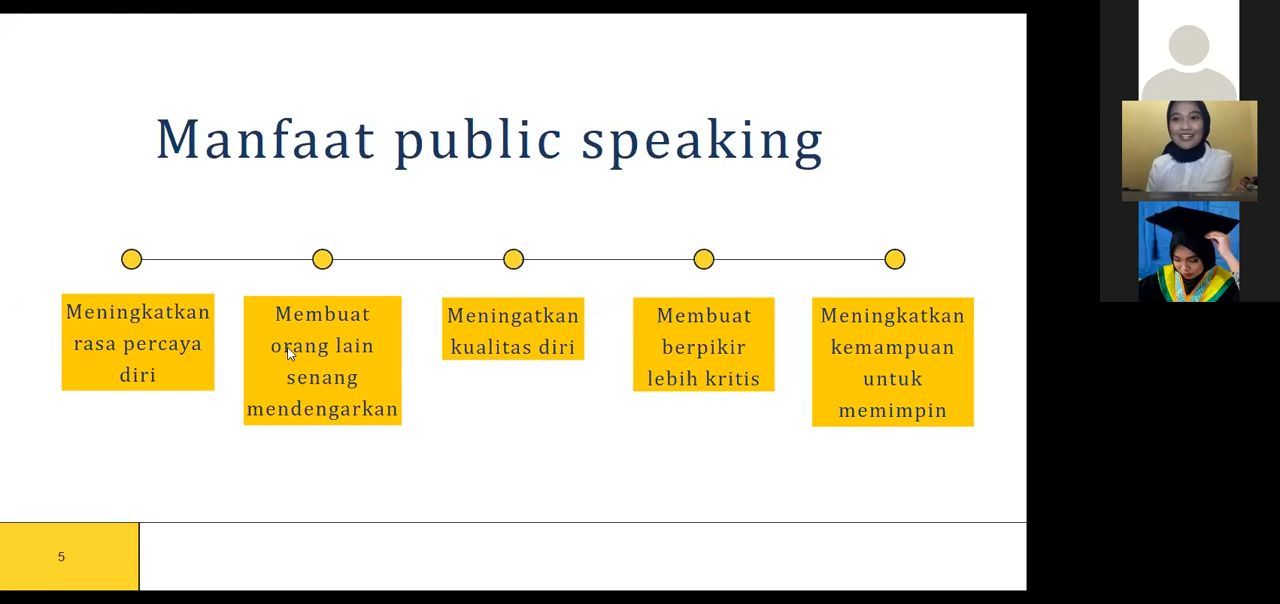 Manfaat public speaking
Meningkatkan
rasa percaya
diri
Membuat
orang lain
senang
mendengarkan
Meningatkan
kualitas diri
Membuat
berpikir
lebih kritis
Meningkatkan
kemampuan
untuk
memimpin
5